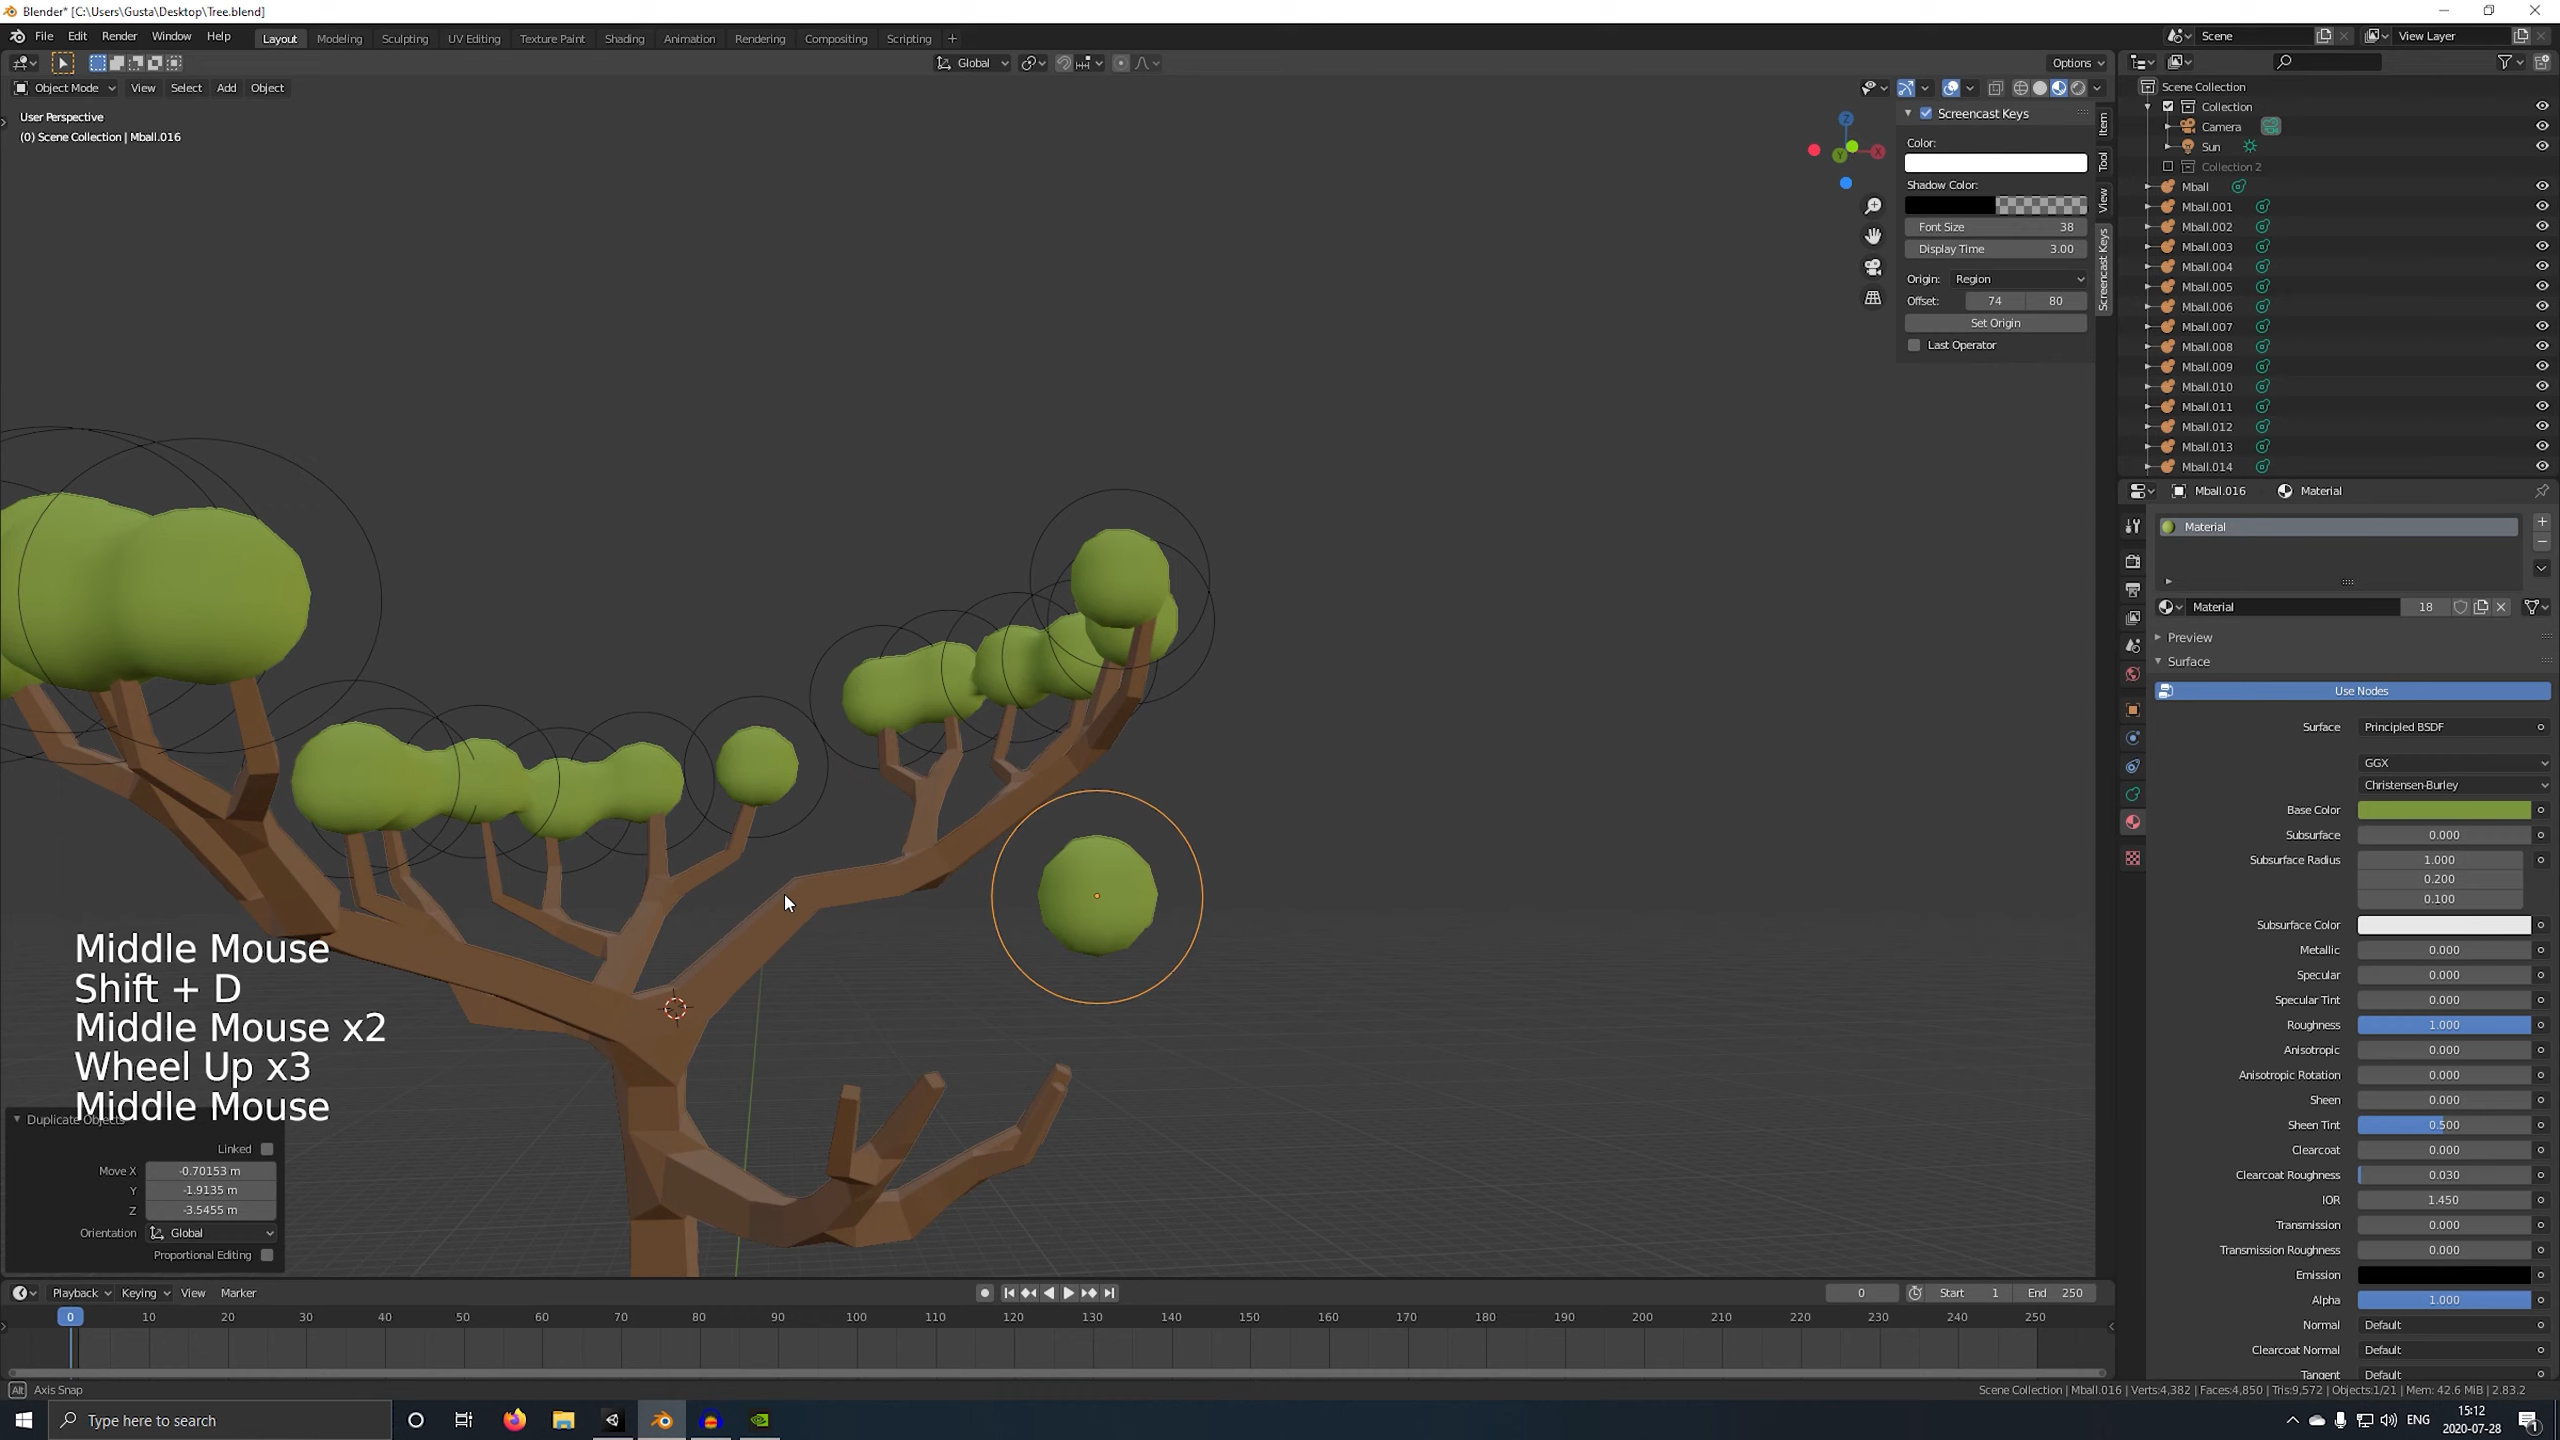 Blender* [C:\Users\Gusta\Desktop\Tree.blend]
File Edit Render Window Help Layout Modeling Sculpting UV Editing Texture Paint Shading Animation Rendering Compositing Scripting +
Scene View Layer
Global Options
Object Mode View Select Add Object
User Perspective
(0) Scene Collection | Mball.016
Screencast Keys
Color:
Shadow Color:
Font Size 38
Display Time 3.00
Origin: Region
Offset: 74 80
Set Origin
Last Operator
Item
Tool
View
Screencast Keys
Z
Y
X
Scene Collection
Collection
Camera
Sun
Collection 2
Mball
Mball.001
Mball.002
Mball.003
Mball.004
Mball.005
Mball.006
Mball.007
Mball.008
Mball.009
Mball.010
Mball.011
Mball.012
Mball.013
Mball.014
Mball.016 Material
Material
Material 18
Preview
Surface
Use Nodes
Surface Principled BSDF
GGX
Christensen-Burley
Base Color
Subsurface 0.000
Subsurface Radius 1.000
0.200
0.100
Subsurface Color
Metallic 0.000
Specular 0.000
Specular Tint 0.000
Roughness 1.000
Anisotropic 0.000
Anisotropic Rotation 0.000
Sheen 0.000
Sheen Tint 0.500
Clearcoat 0.000
Clearcoat Roughness 0.030
IOR 1.450
Transmission 0.000
Transmission Roughness 0.000
Emission
Alpha 1.000
Normal Default
Clearcoat Normal Default
Tangent Default
Middle Mouse
Shift + D
Middle Mouse x2
Wheel Up x3
Middle Mouse
Duplicate Objects
Linked
Move X -0.70153 m
Y -1.9135 m
Z -3.5455 m
Orientation Global
Proportional Editing
Playback Keying View Marker 0 Start 1 End 250
0 10 20 30 40 50 60 70 80 90 100 110 120 130 140 150 160 170 180 190 200 210 220 230 240 250
Alt Axis Snap
Scene Collection | Mball.016 | Verts:4,382 | Faces:4,850 | Tris:9,572 | Objects:1/21 | Mem: 42.6 MiB | 2.83.2
Type here to search
ENG
15:12
2020-07-28
1